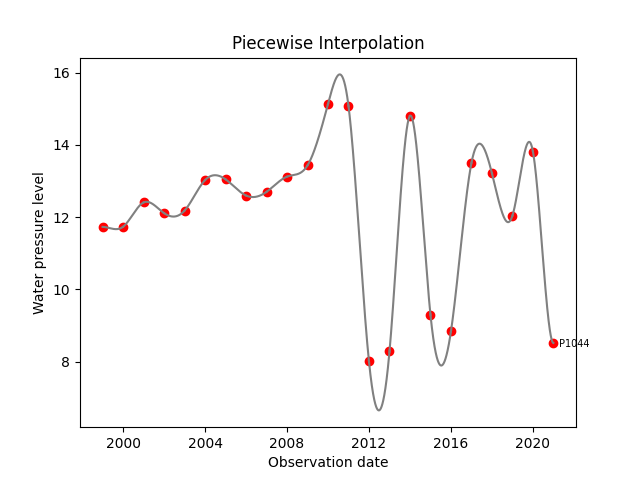 Piecewise Interpolation
16
14
12
10
8
Water pressure level
P1044
2000 2004 2008 2012 2016 2020
Observation date